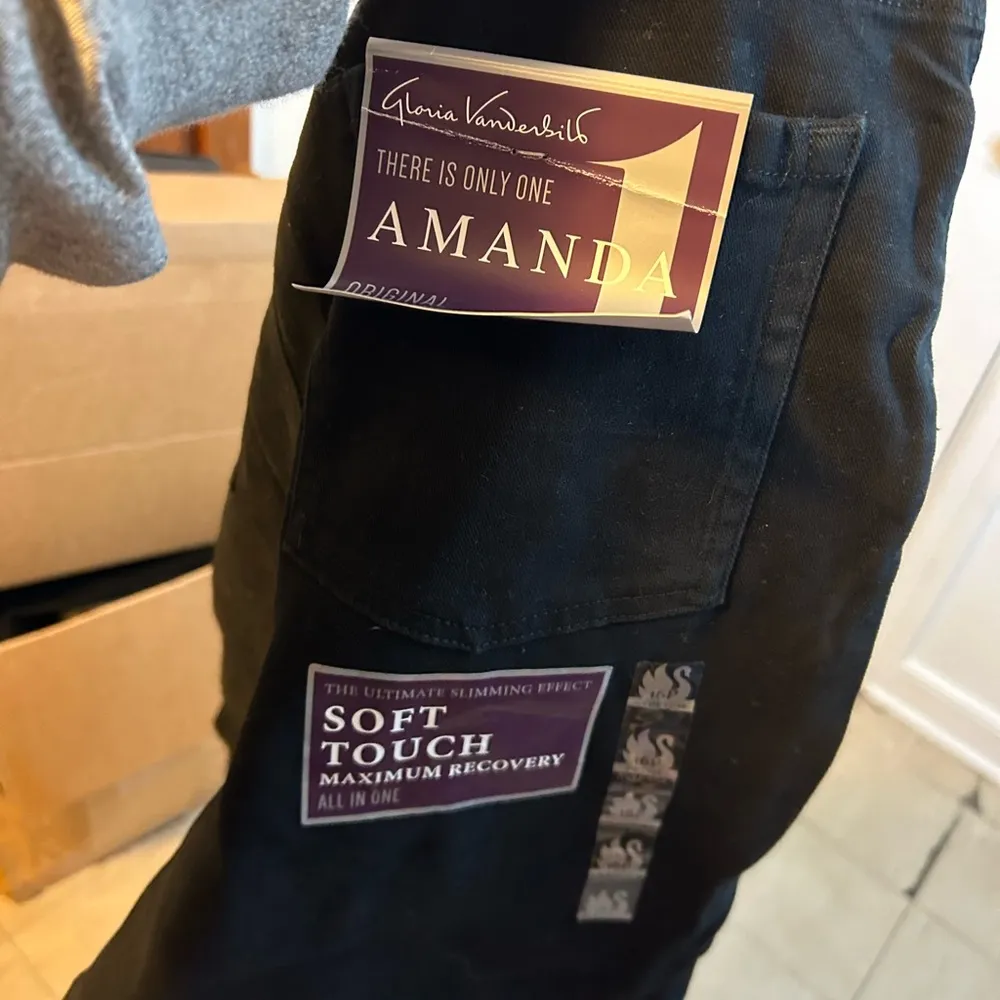 Gloria Vanderbilt
THERE IS ONLY ONE
1
AMANDA
ORIGINAL
THE ULTIMATE SLIMMING EFFECT
SOFT
TOUCH
MAXIMUM RECOVERY
ALL IN ONE